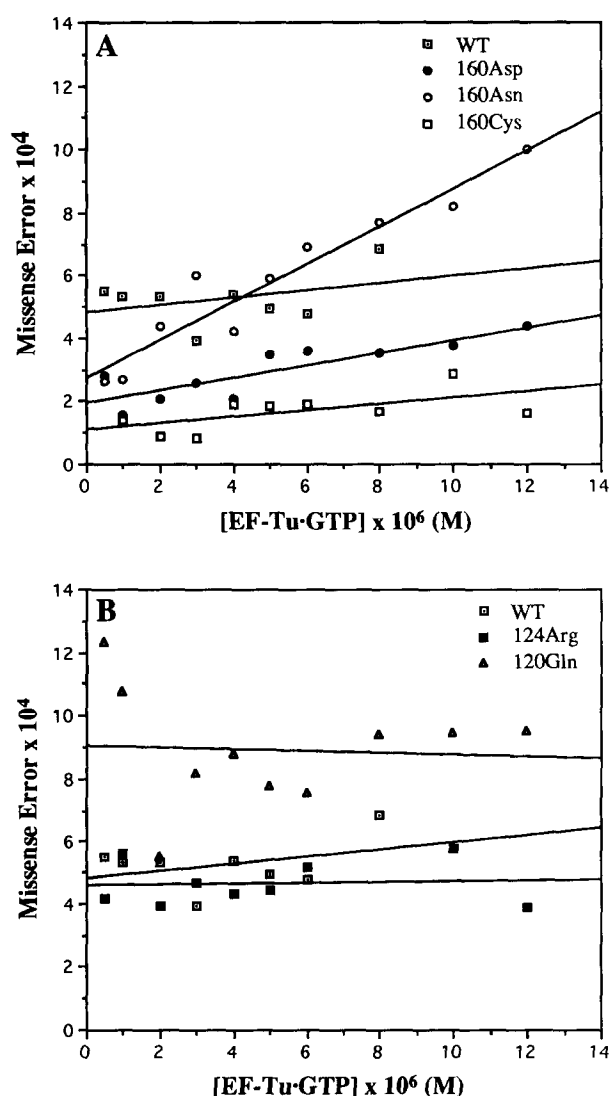 14
A
WT
160Asp
160Asn
160Cys
12
10
8
6
4
2
0
Missense Error x 10⁴
0 2 4 6 8 10 12 14
[EF-Tu·GTP] x 10⁶ (M)
14
B
WT
124Arg
120Gln
12
10
8
6
4
2
0
Missense Error x 10⁴
0 2 4 6 8 10 12 14
[EF-Tu·GTP] x 10⁶ (M)